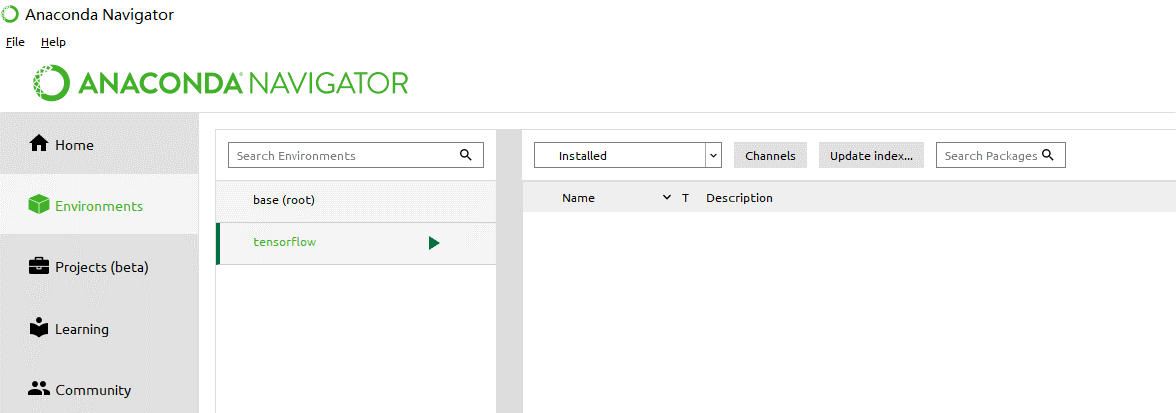 Anaconda Navigator
File Help
ANACONDA NAVIGATOR
Home
Environments
Projects (beta)
Learning
Community
Search Environments
base (root)
tensorflow
Installed Channels Update index... Search Packages
Name T Description